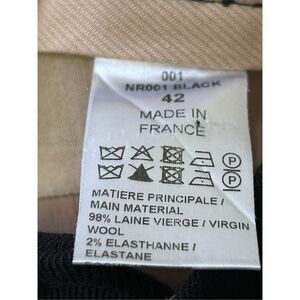 001
NR001 BLACK
42
MADE IN
FRANCE
P
P
MATIERE PRINCIPALE /
MAIN MATERIAL
98% LAINE VIERGE / VIRGIN
WOOL
2% ELASTHANNE /
ELASTANE